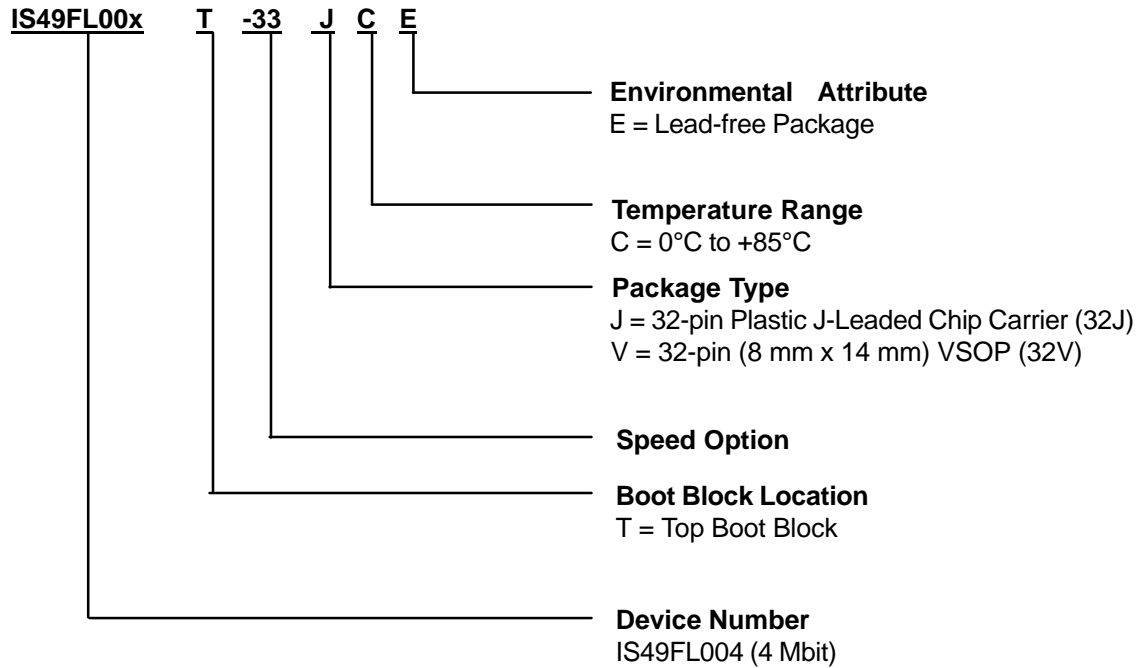 IS49FL00x T -33 J C E
Environmental Attribute
E = Lead-free Package
Temperature Range
C = 0°C to +85°C
Package Type
J = 32-pin Plastic J-Leaded Chip Carrier (32J)
V = 32-pin (8 mm x 14 mm) VSOP (32V)
Speed Option
Boot Block Location
T = Top Boot Block
Device Number
IS49FL004 (4 Mbit)